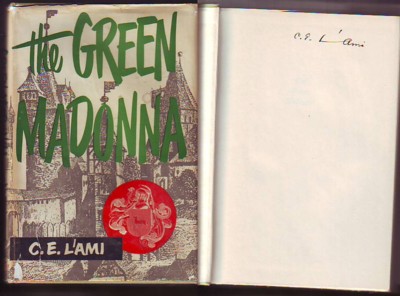 the GREEN
MADONNA
C. E. L'AMI
C. E. L'Ami